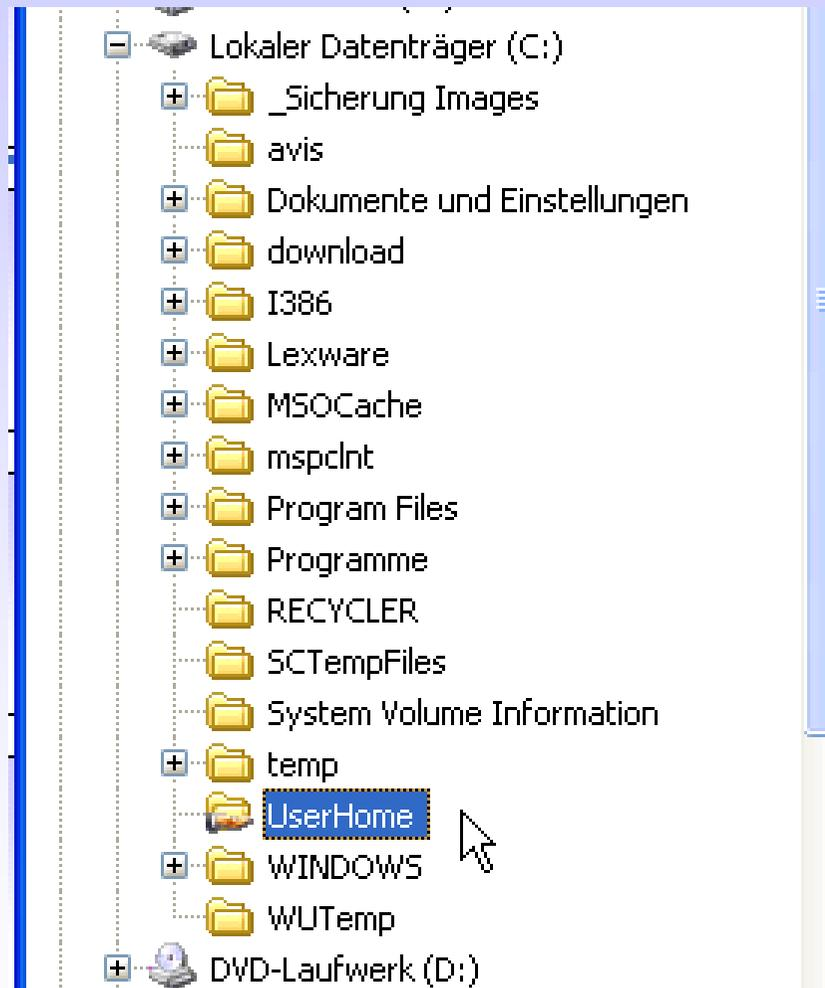 Lokaler Datenträger (C:)
_Sicherung Images
avis
Dokumente und Einstellungen
download
I386
Lexware
MSOCache
mspclnt
Program Files
Programme
RECYCLER
SCTempFiles
System Volume Information
temp
UserHome
WINDOWS
WUTemp
DVD-Laufwerk (D:)